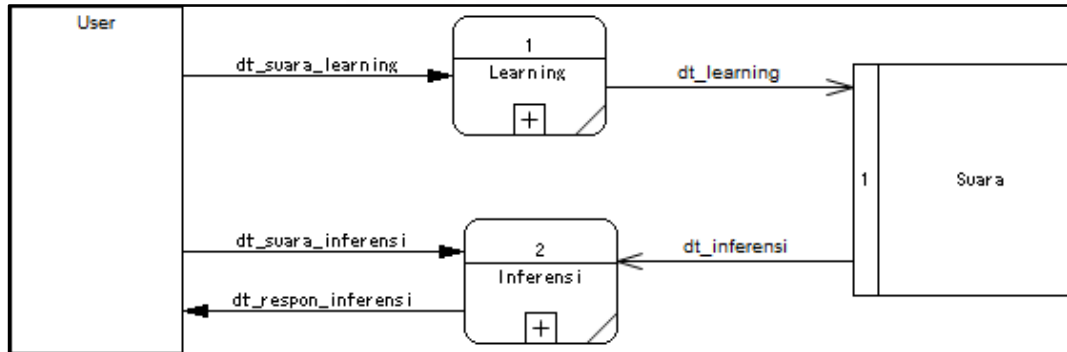 User
1
dt_suara_learning
Learning
dt_learning
+
1
Suara
dt_suara_inferensi
2
dt_inferensi
Inferensi
dt_respon_inferensi
+